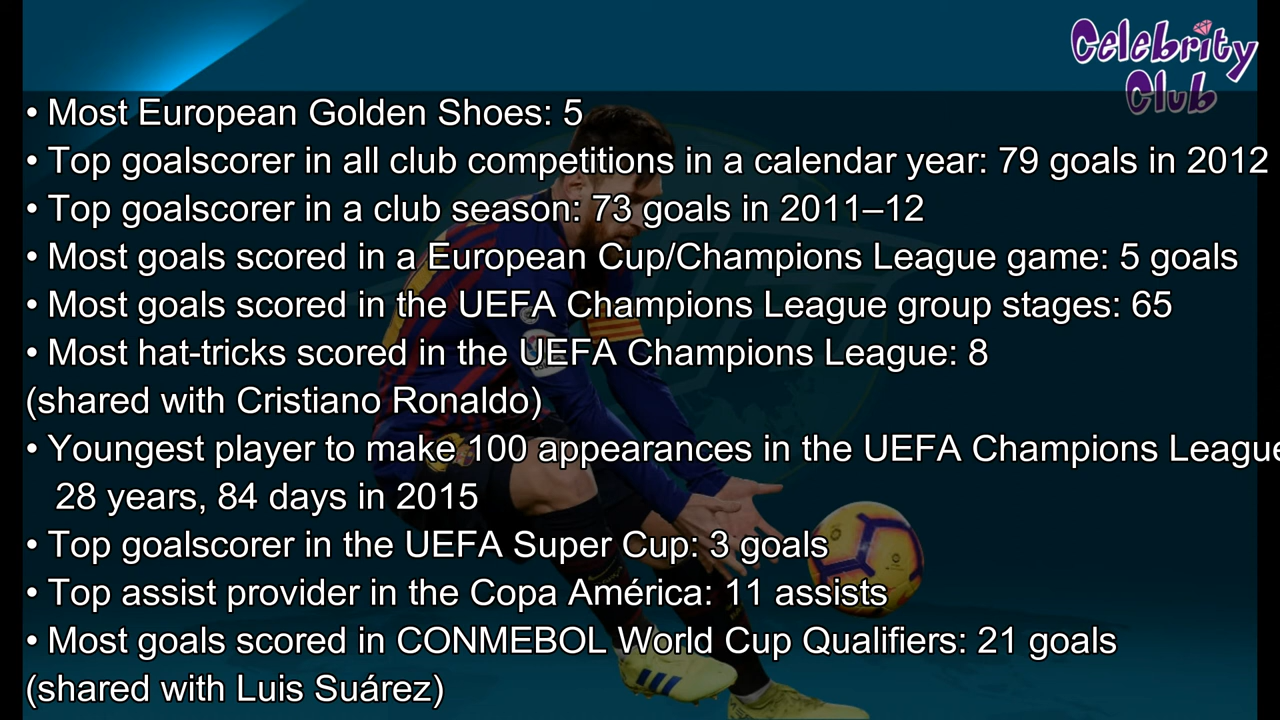 Celebrity
Club
• Most European Golden Shoes: 5
• Top goalscorer in all club competitions in a calendar year: 79 goals in 2012
• Top goalscorer in a club season: 73 goals in 2011–12
• Most goals scored in a European Cup/Champions League game: 5 goals
• Most goals scored in the UEFA Champions League group stages: 65
• Most hat-tricks scored in the UEFA Champions League: 8
(shared with Cristiano Ronaldo)
• Youngest player to make 100 appearances in the UEFA Champions League
28 years, 84 days in 2015
• Top goalscorer in the UEFA Super Cup: 3 goals
• Top assist provider in the Copa América: 11 assists
• Most goals scored in CONMEBOL World Cup Qualifiers: 21 goals
(shared with Luis Suárez)